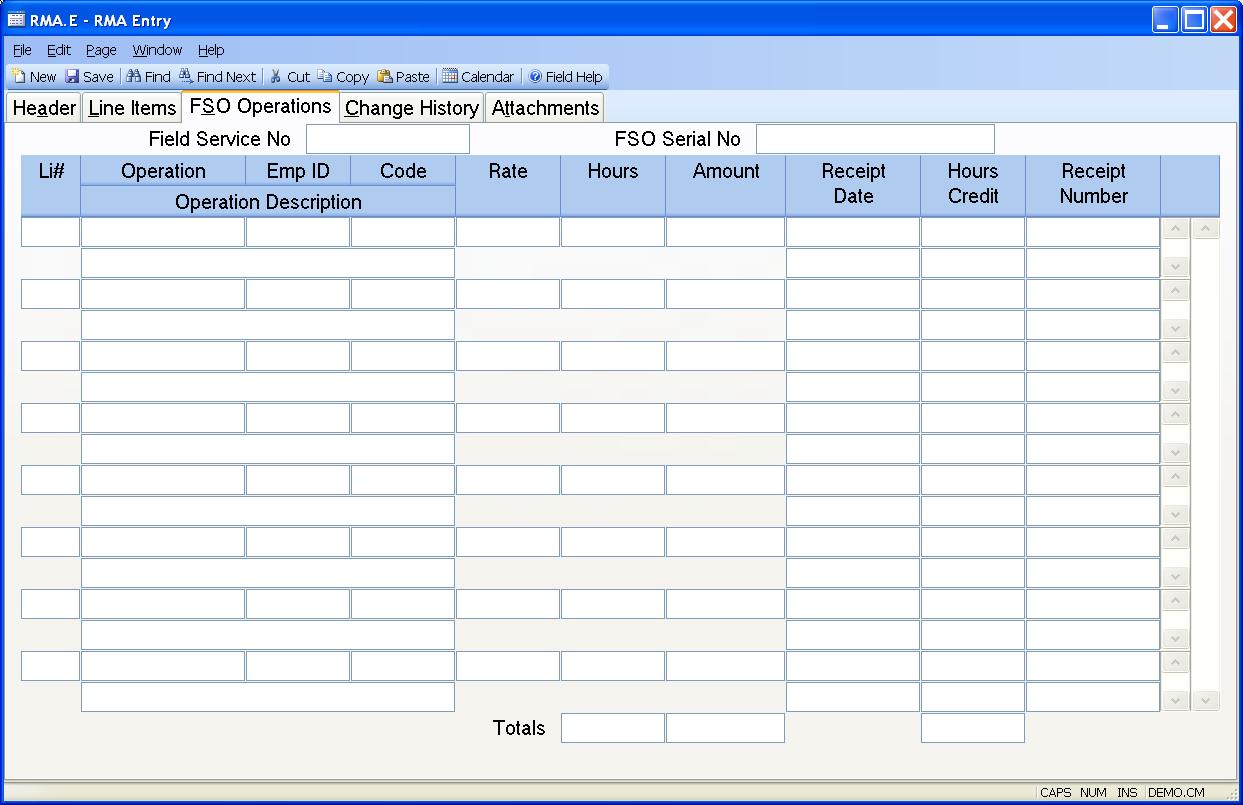 RMA.E - RMA Entry
File Edit Page Window Help
New Save Find Find Next Cut Copy Paste Calendar Field Help
Header Line Items FSO Operations Change History Attachments
Field Service No FSO Serial No
Li# Operation Emp ID Code Rate Hours Amount Receipt Date Hours Credit Receipt Number
Operation Description
Totals
CAPS NUM INS DEMO.CM